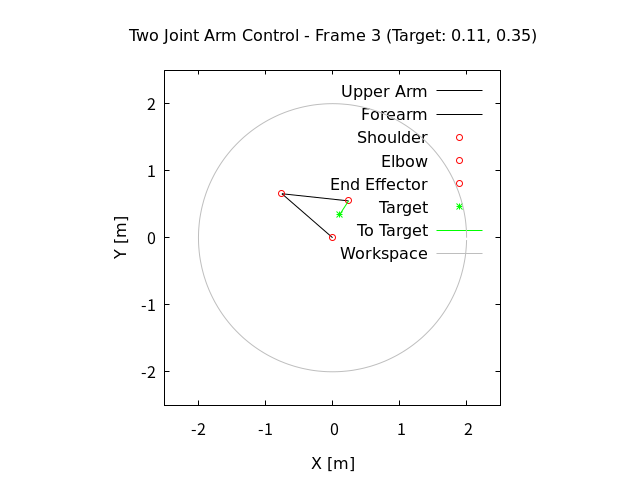 Two Joint Arm Control - Frame 3 (Target: 0.11, 0.35)
Upper Arm
Forearm
Shoulder
Elbow
End Effector
Target
To Target
Workspace
Y [m]
2
1
0
-1
-2
-2 -1 0 1 2
X [m]